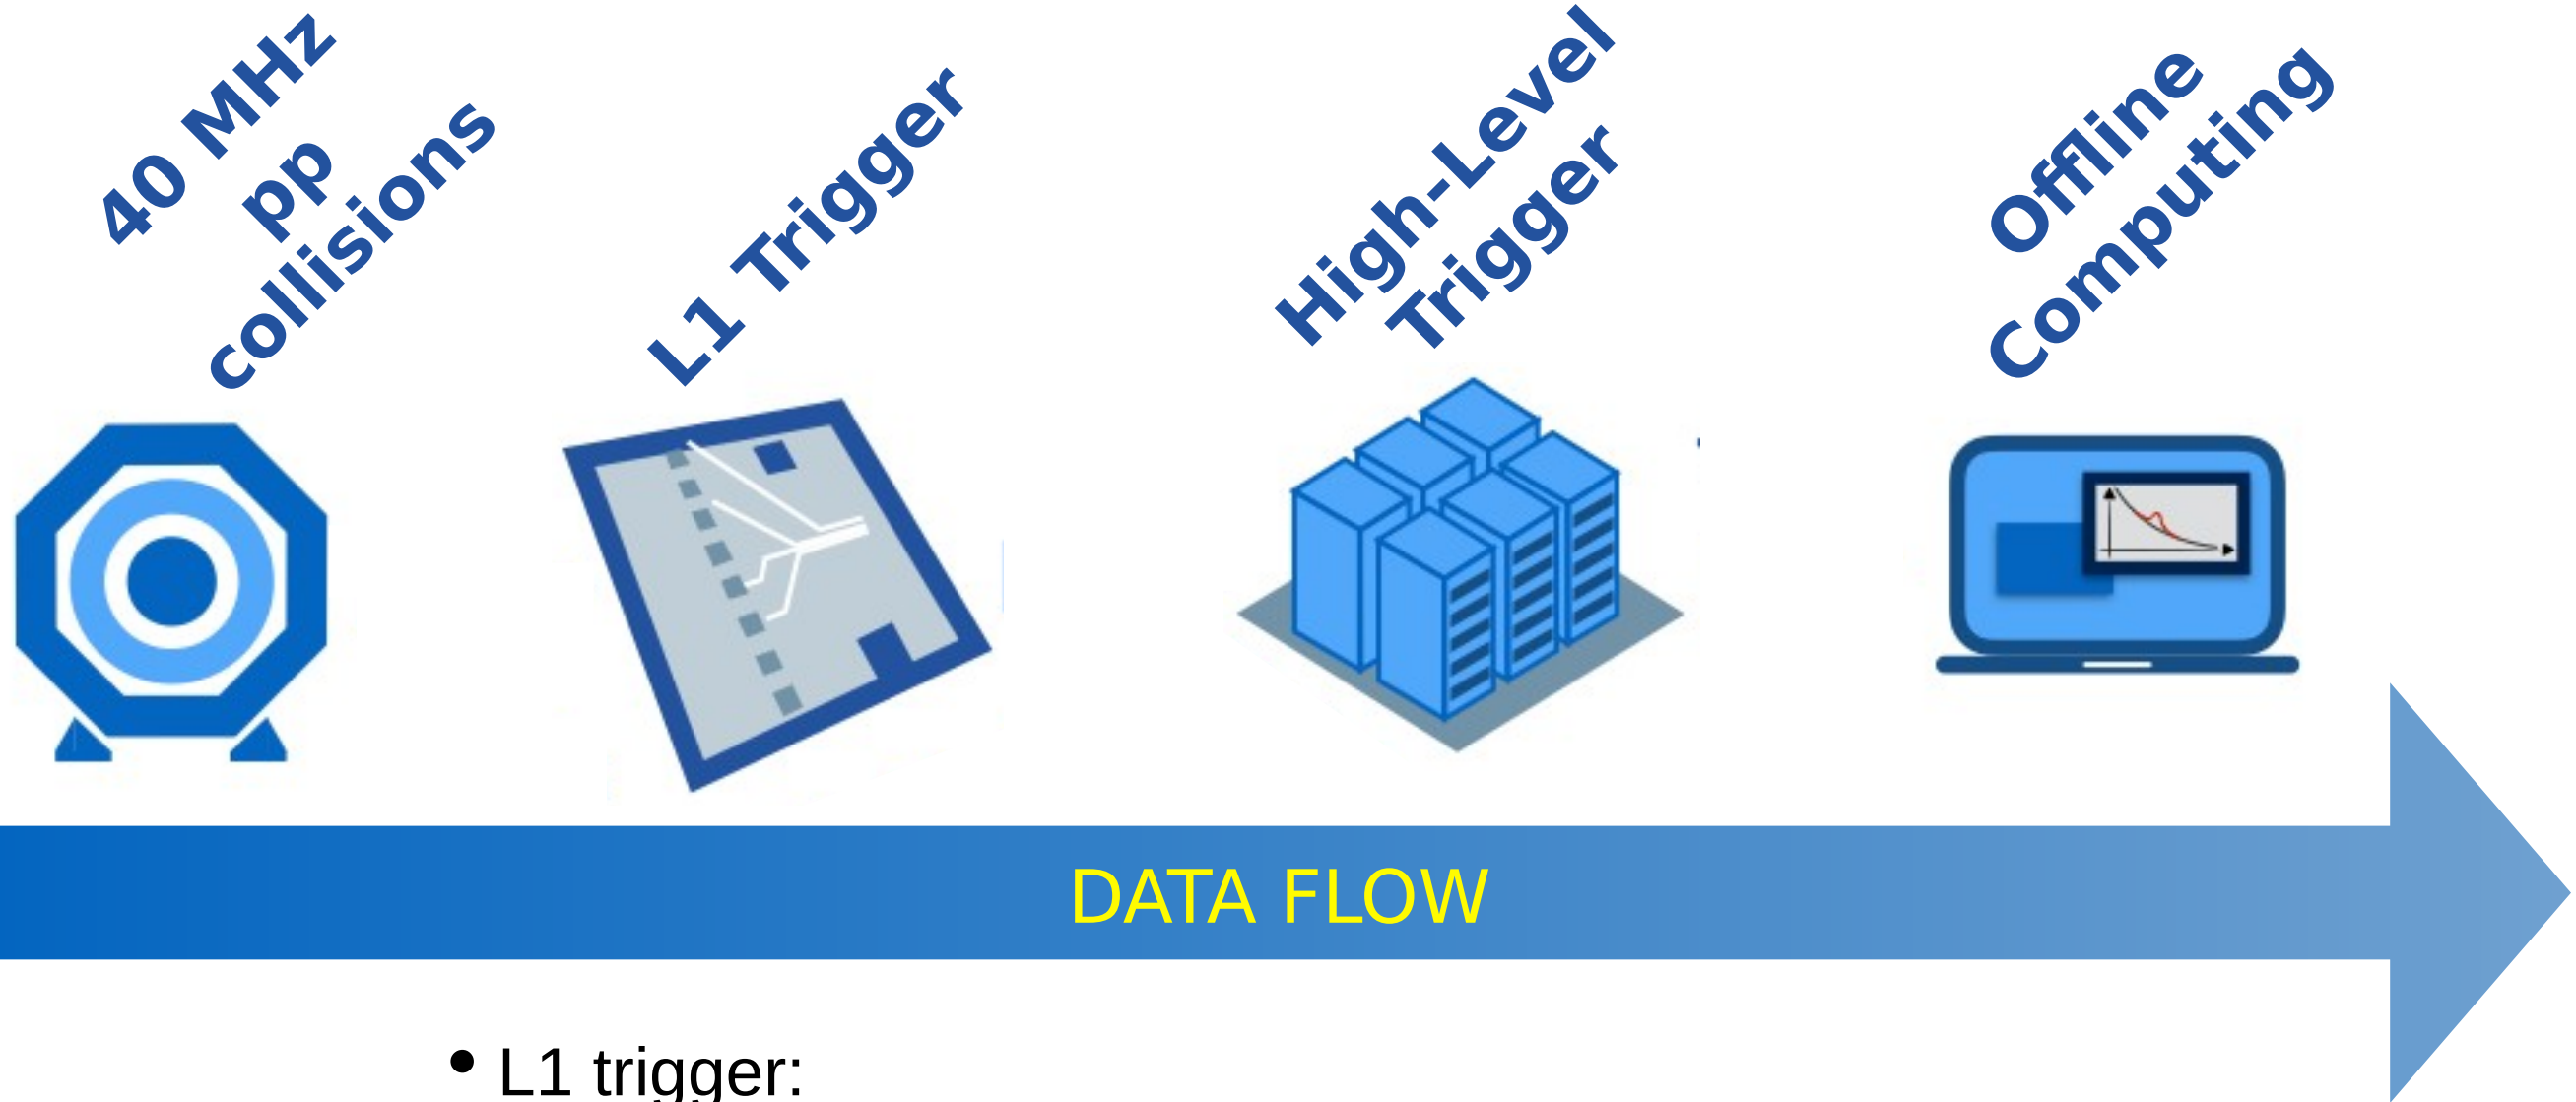 40 MHz
pp
collisions
L1 Trigger
High-Level
Trigger
Offline
Computing
DATA FLOW
• L1 trigger: